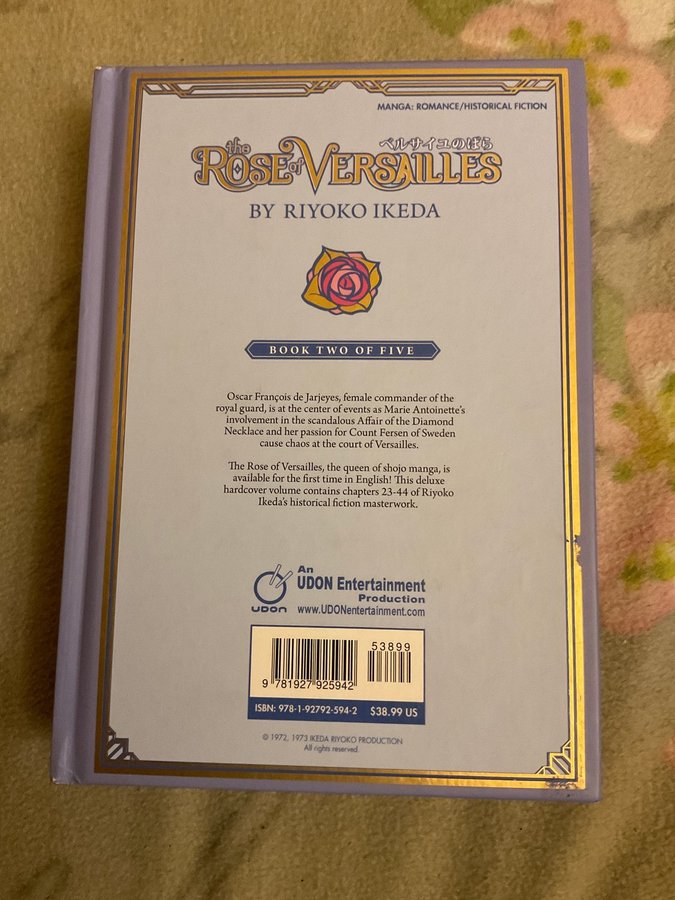 MANGA: ROMANCE/HISTORICAL FICTION
ベルサイユのばら
the ROSE of VERSAILLES
BY RIYOKO IKEDA
BOOK TWO OF FIVE
Oscar François de Jarjeyes, female commander of the
royal guard, is at the center of events as Marie Antoinette's
involvement in the scandalous Affair of the Diamond
Necklace and her passion for Count Fersen of Sweden
cause chaos at the court of Versailles.
The Rose of Versailles, the queen of shojo manga, is
available for the first time in English! This deluxe
hardcover volume contains chapters 23-44 of Riyoko
Ikeda's historical fiction masterwork.
An
UDON Entertainment
Production
UDON
www.UDONentertainment.com
53899
9 781927 925942
ISBN: 978-1-92792-594-2 $38.99 US
© 1972, 1973 IKEDA RIYOKO PRODUCTION
All rights reserved.